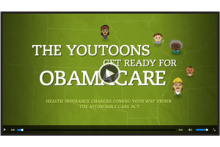 THE YOUTOONS
GET READY FOR
OBAMACARE
HEALTH INSURANCE CHANGES COMING YOUR WAY UNDER
THE AFFORDABLE CARE ACT